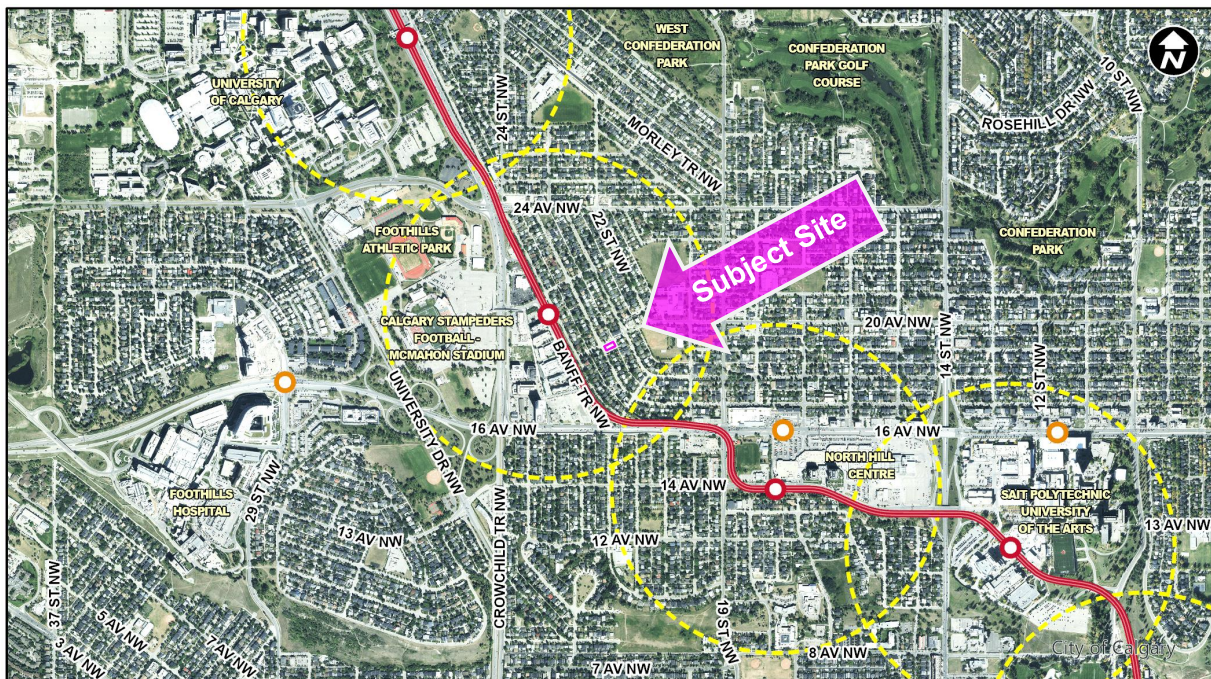 WEST
CONFEDERATION
PARK
CONFEDERATION
PARK GOLF
COURSE
N
10 ST NW
UNIVERSITY
OF CALGARY
24 ST NW
MORLEY TR NW
ROSEHILL DR NW
24 AV NW
22 ST NW
FOOTHILLS
ATHLETIC PARK
Subject Site
CONFEDERATION
PARK
CALGARY STAMPEDERS
FOOTBALL -
MCMAHON STADIUM
BANFF TR NW
20 AV NW
14 ST NW
12 ST NW
UNIVERSITY DR NW
16 AV NW
16 AV NW
NORTH HILL
CENTRE
14 AV NW
FOOTHILLS
HOSPITAL
29 ST NW
SAIT POLYTECHNIC
UNIVERSITY
OF THE ARTS
13 AV NW
13 AV NW
12 AV NW
CROWCHILD TR NW
37 ST NW
5 AV NW
3 AV NW
7 AV NW
19 ST NW
8 AV NW
7 AV NW
City of Calgary